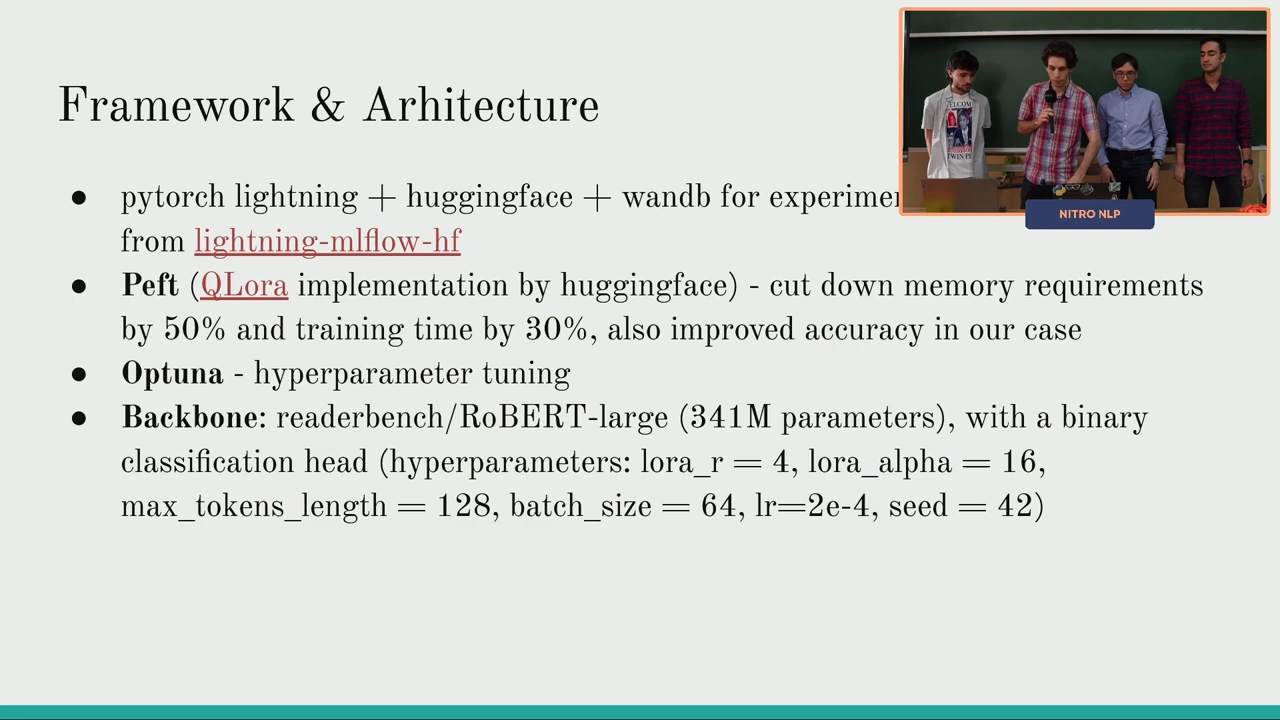 Framework & Arhitecture
● pytorch lightning + huggingface + wandb for
from lightning-mlflow-hf
● Peft (QLora implementation by huggingface) - cut down memory requirements
by 50% and training time by 30%, also improved accuracy in our case
● Optuna - hyperparameter tuning
● Backbone: readerbench/RoBERT-large (341M parameters), with a binary
classification head (hyperparameters: lora_r = 4, lora_alpha = 16,
max_tokens_length = 128, batch_size = 64, lr=2e-4, seed = 42)
NITRO NLP